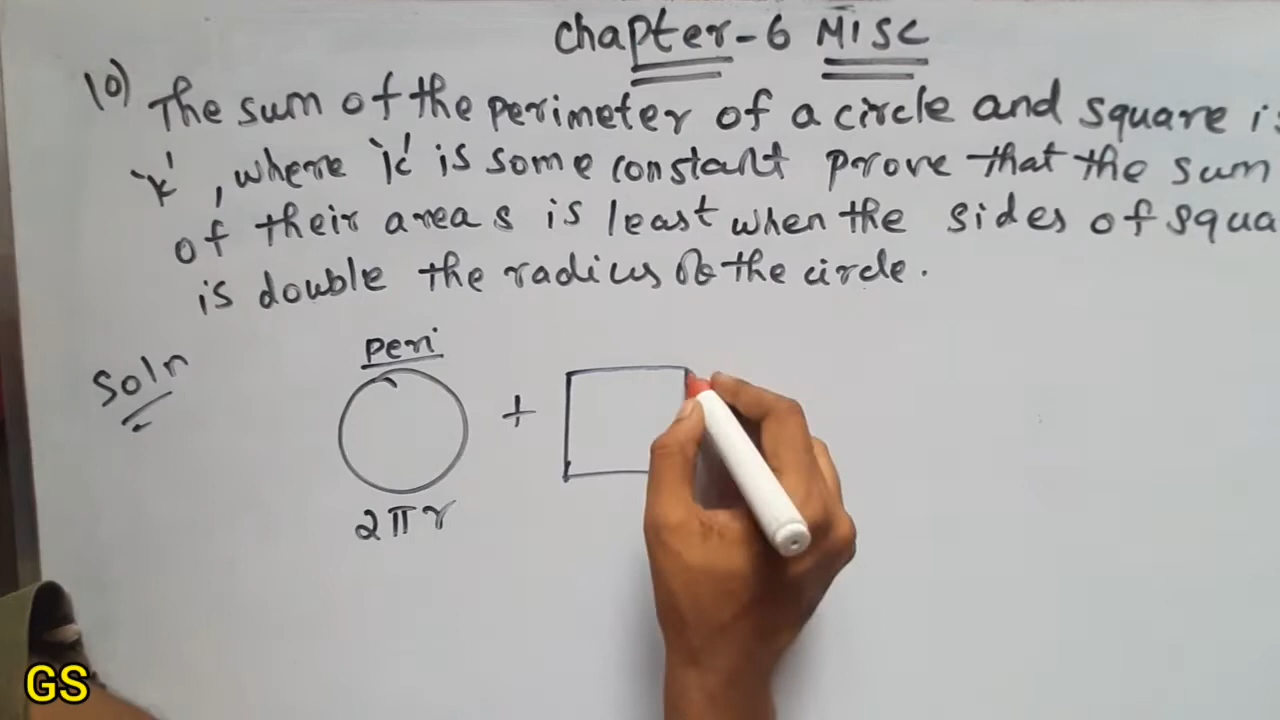 Chapter-6 MISC
10) The sum of the perimeter of a circle and square i
'k', where 'k' is some constant prove that the sum
of their areas is least when the sides of squa
is double the radius of the circle.
Soln
peri
+
2πr
GS